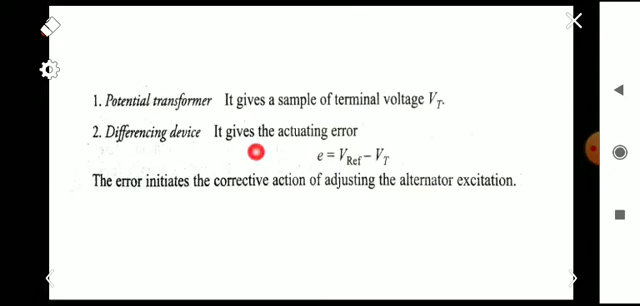 1. Potential transformer It gives a sample of terminal voltage V_T.
2. Differencing device It gives the actuating error
e = V_Ref – V_T
The error initiates the corrective action of adjusting the alternator excitation.